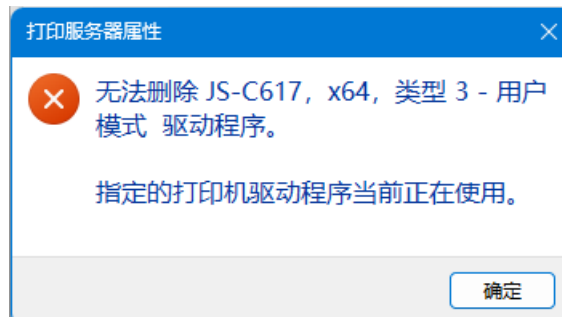 打印服务器属性
无法删除 JS-C617，x64，类型 3 - 用户
模式 驱动程序。
指定的打印机驱动程序当前正在使用。
确定